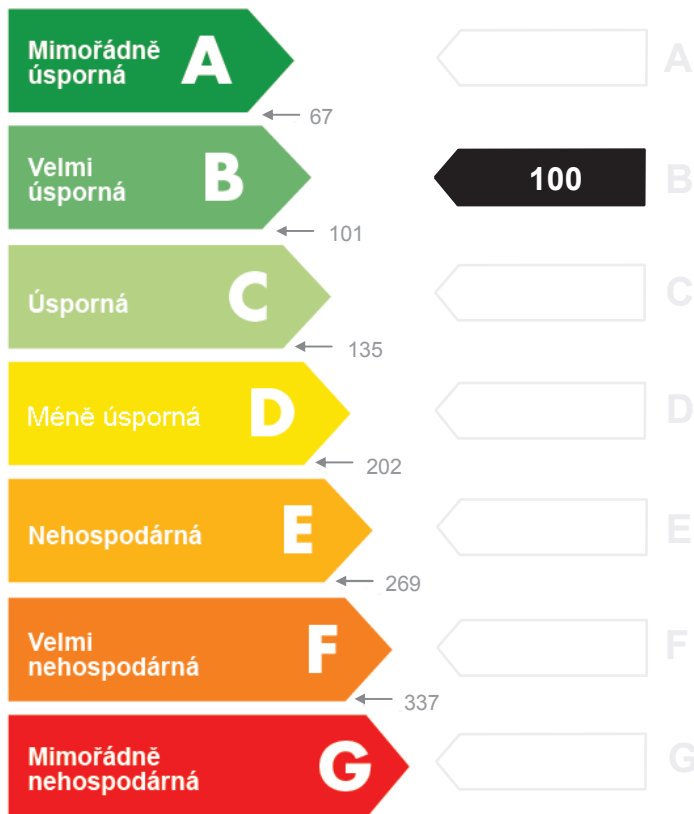 Mimořádně
úsporná
A
A
67
Velmi
úsporná
B
100
B
101
Úsporná
C
C
135
Méně úsporná
D
D
202
Nehospodárná
E
E
269
Velmi
nehospodárná
F
F
337
Mimořádně
nehospodárná
G
G